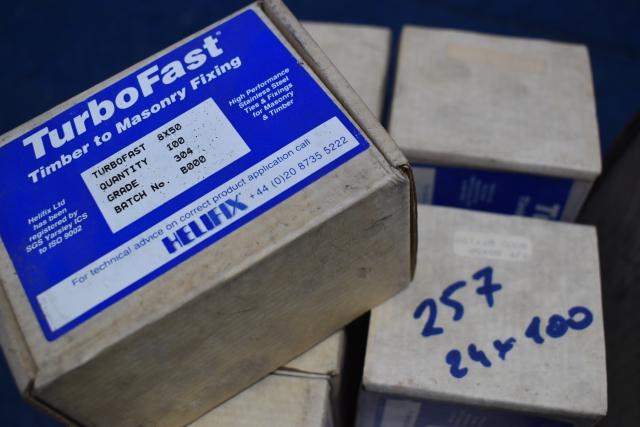 TurboFast®
Timber to Masonry Fixing
TURBOFAST 8X50
QUANTITY 100
GRADE 304
BATCH No. B000
High Performance
Stainless Steel
Ties & Fixings
for Masonry
& Timber
Helifix Ltd
has been
registered by
SGS Yarsley ICS
to ISO 9002
For technical advice on correct product application call
HELIFIX +44 (0)20 8735 5222
257
24x100